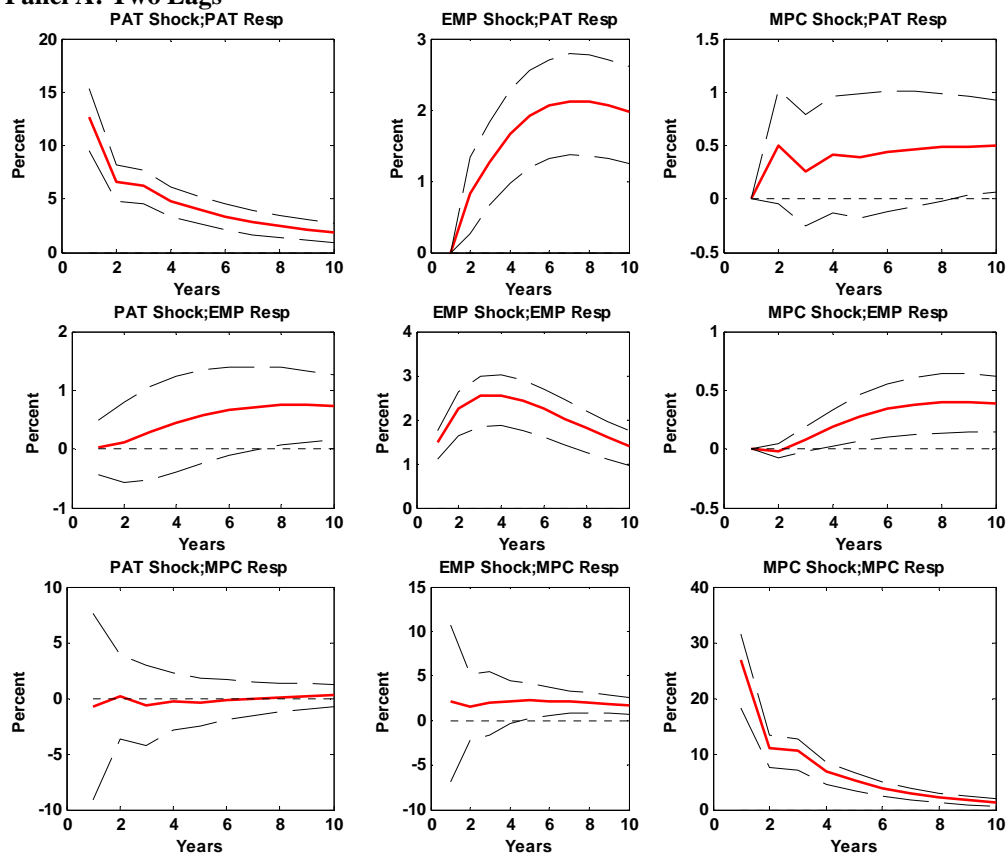 Panel A: Two Lags
PAT Shock;PAT Resp
20
15
10
5
0
Percent
0 2 4 6 8 10
Years
EMP Shock;PAT Resp
3
2
1
0
Percent
0 2 4 6 8 10
Years
MPC Shock;PAT Resp
1.5
1
0.5
0
-0.5
Percent
0 2 4 6 8 10
Years
PAT Shock;EMP Resp
2
1
0
-1
Percent
0 2 4 6 8 10
Years
EMP Shock;EMP Resp
4
3
2
1
0
Percent
0 2 4 6 8 10
Years
MPC Shock;EMP Resp
1
0.5
0
-0.5
Percent
0 2 4 6 8 10
Years
PAT Shock;MPC Resp
10
5
0
-5
-10
Percent
0 2 4 6 8 10
Years
EMP Shock;MPC Resp
15
10
5
0
-5
-10
Percent
0 2 4 6 8 10
Years
MPC Shock;MPC Resp
40
30
20
10
0
Percent
0 2 4 6 8 10
Years